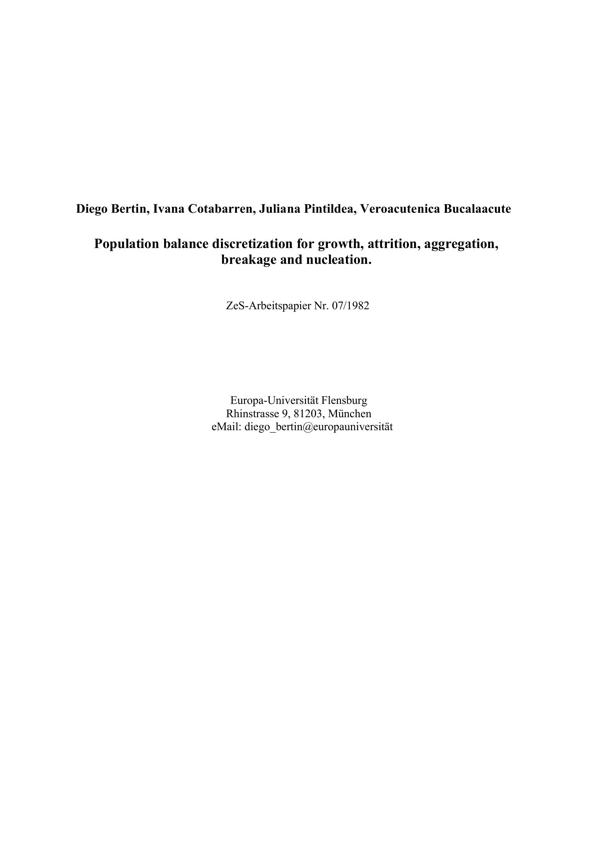 Diego Bertin, Ivana Cotabarren, Juliana Pintildea, Veroacutenica Bucalaacute
Population balance discretization for growth, attrition, aggregation,
breakage and nucleation.
ZeS-Arbeitspapier Nr. 07/1982
Europa-Universität Flensburg
Rhinstrasse 9, 81203, München
eMail: diego_bertin@europauniversität